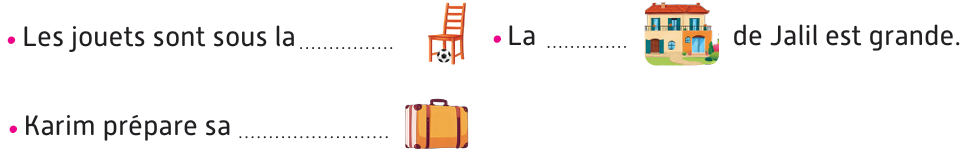 • Les jouets sont sous la ............... • La ............. de Jalil est grande.
• Karim prépare sa ........................